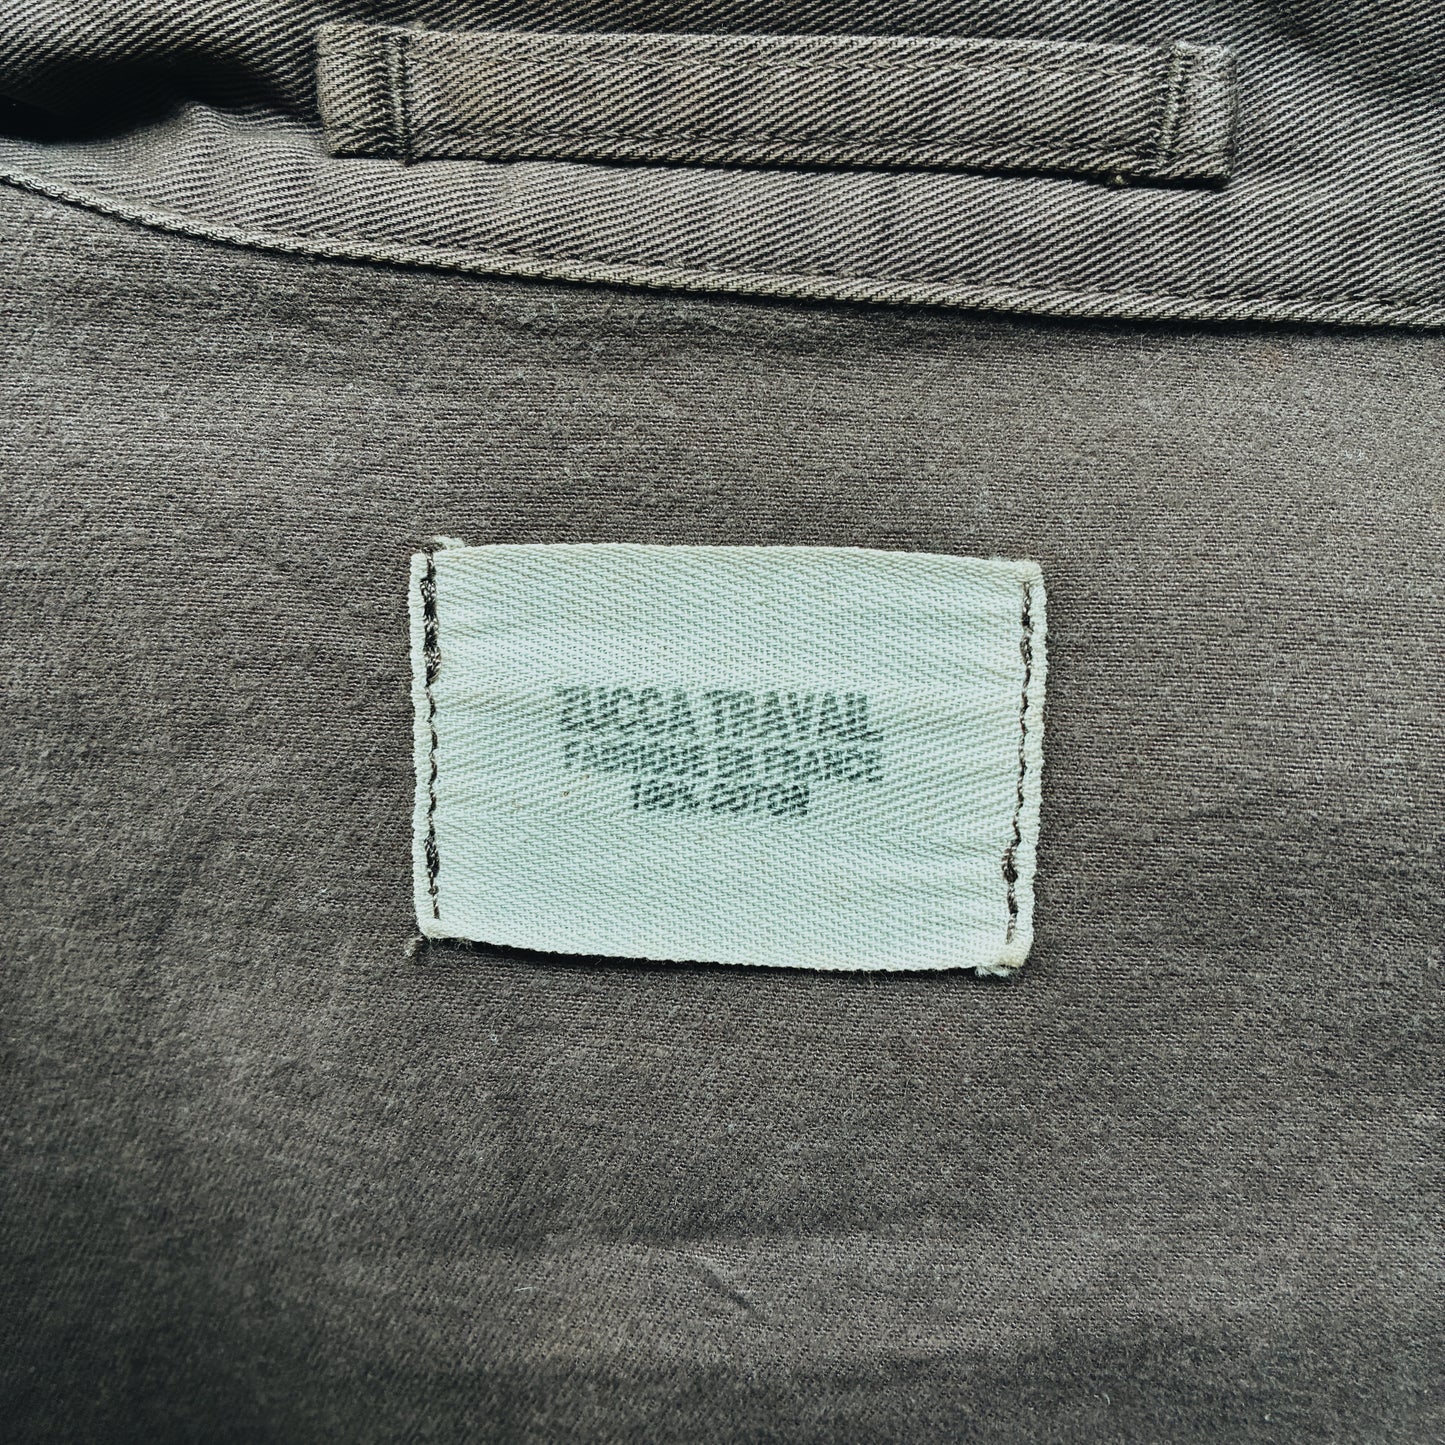 ZUCCA TRAVAIL
FABRIQUE EN FRANCE
100% COTON